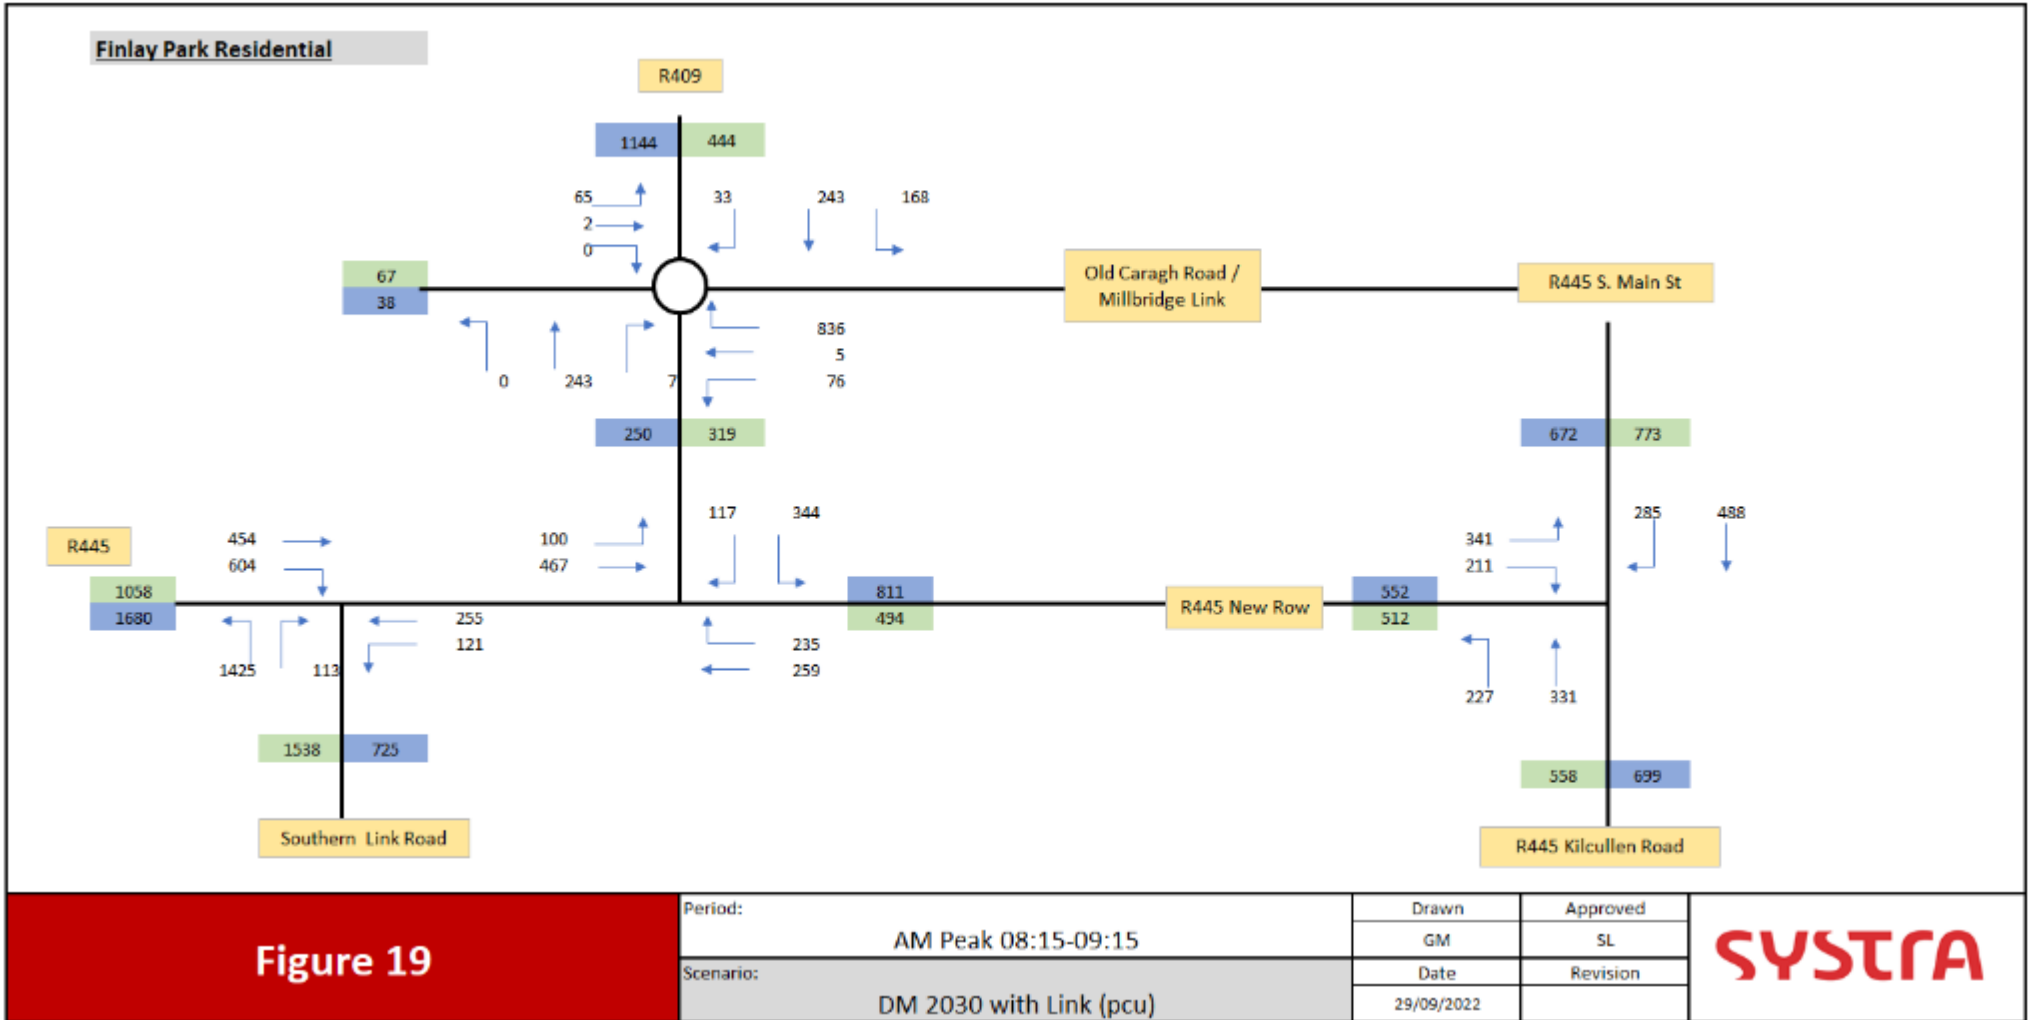 Finlay Park Residential
R409
1144 444
65 33 243 168
2
0
67
38
Old Caragh Road /
Millbridge Link
R445 S. Main St
836
5
76
0 243 7
250 319
672 773
117 344
285 488
R445
454
604
100
467
341
211
1058
1680
811
494
R445 New Row
552
512
255
121
235
259
1425 113
227 331
1538 725
558 699
Southern Link Road
R445 Kilcullen Road
Figure 19
Period:
AM Peak 08:15-09:15
Scenario:
DM 2030 with Link (pcu)
Drawn Approved
GM SL
Date Revision
29/09/2022
SYSTRA